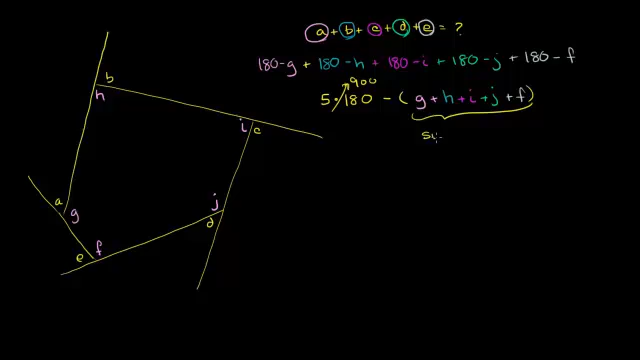 a + b + c + d + e = ?
180-g + 180-h + 180-i + 180-j + 180-f
900
5·180 - (g+h+i+j+f)
b
h
i
c
a
g
j
d
e
f